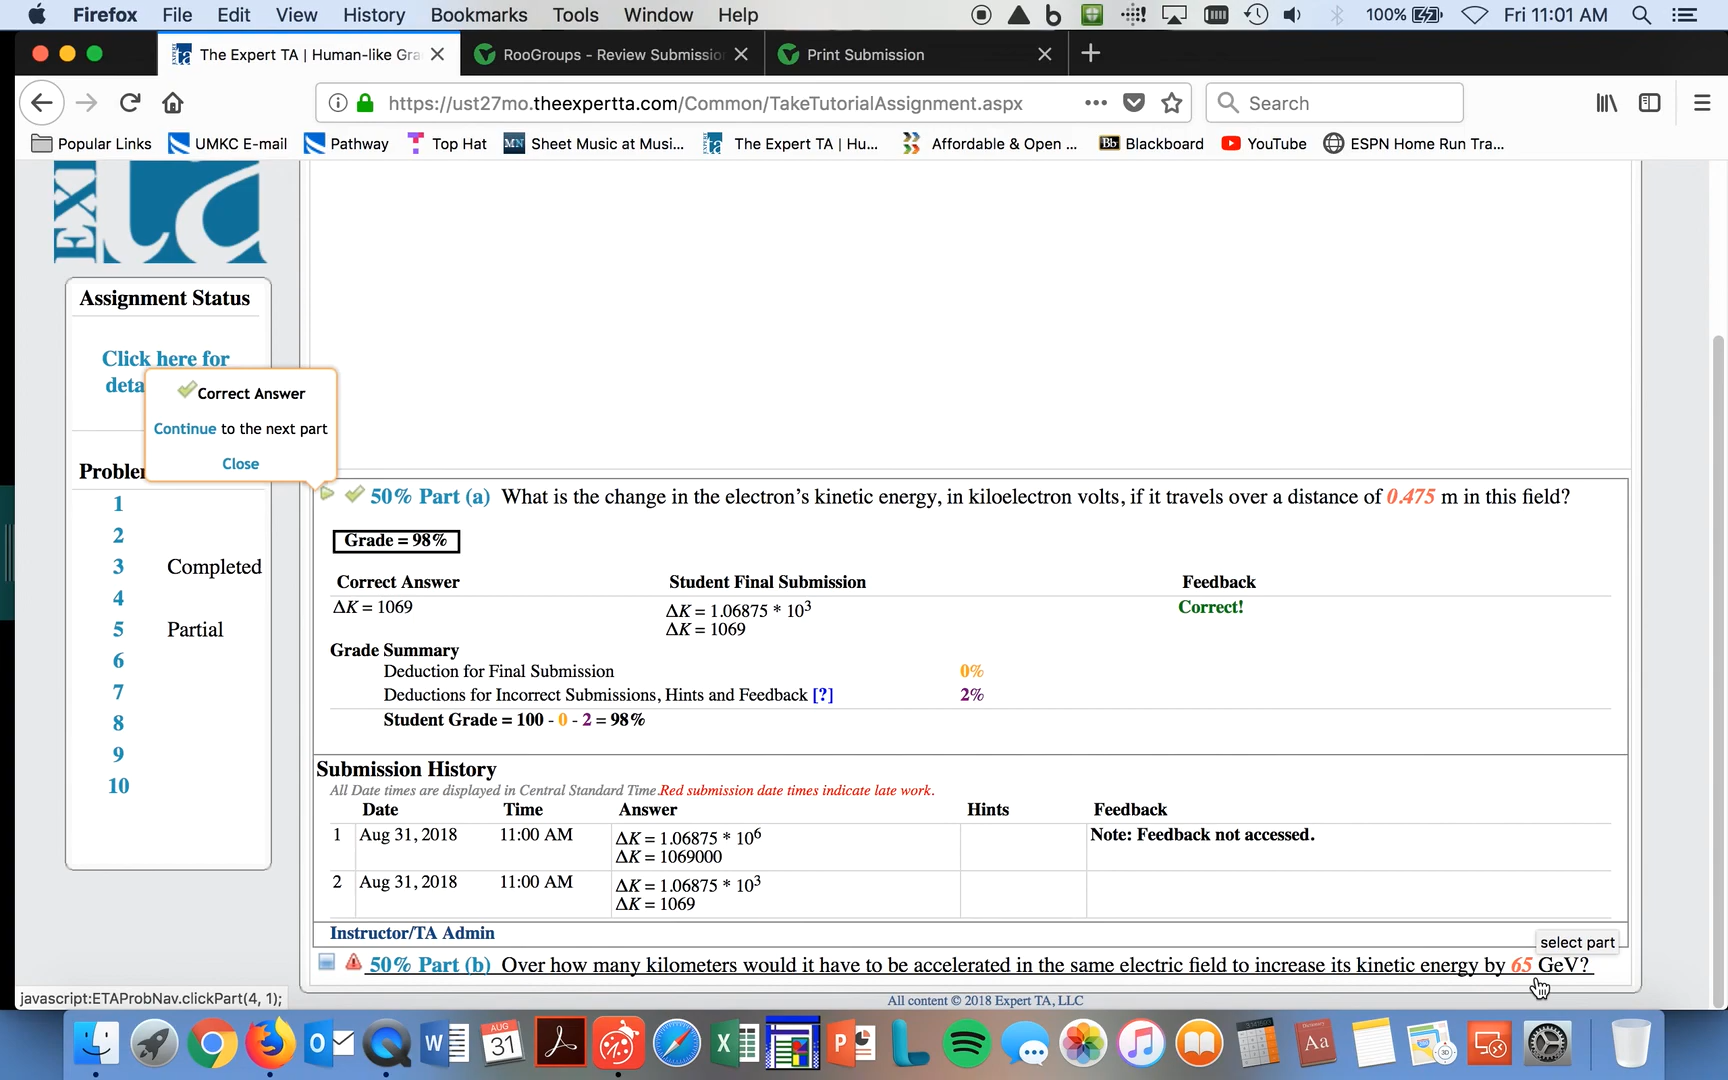 Firefox File Edit View History Bookmarks Tools Window Help 100% Fri 11:01 AM
The Expert TA | Human-like Gra RooGroups - Review Submission Print Submission
https://ust27mo.theexpertta.com/Common/TakeTutorialAssignment.aspx Search
Popular Links UMKC E-mail Pathway Top Hat Sheet Music at Musi... The Expert TA | Hu... Affordable & Open ... Blackboard YouTube ESPN Home Run Tra...
ta
Assignment Status
Click here for
deta
Correct Answer
Continue to the next part
Close
Problem
1
2
3 Completed
4
5 Partial
6
7
8
9
10
50% Part (a) What is the change in the electron's kinetic energy, in kiloelectron volts, if it travels over a distance of 0.475 m in this field?
Grade = 98%
Correct Answer Student Final Submission Feedback
ΔK = 1069 ΔK = 1.06875 * 10³ Correct!
ΔK = 1069
Grade Summary
Deduction for Final Submission 0%
Deductions for Incorrect Submissions, Hints and Feedback [?] 2%
Student Grade = 100 - 0 - 2 = 98%
Submission History
All Date times are displayed in Central Standard Time.Red submission date times indicate late work.
Date Time Answer Hints Feedback
1 Aug 31, 2018 11:00 AM ΔK = 1.06875 * 10⁶ Note: Feedback not accessed.
ΔK = 1069000
2 Aug 31, 2018 11:00 AM ΔK = 1.06875 * 10³
ΔK = 1069
Instructor/TA Admin
select part
50% Part (b) Over how many kilometers would it have to be accelerated in the same electric field to increase its kinetic energy by 65 GeV?
javascript:ETAProbNav.clickPart(4, 1);
All content © 2018 Expert TA, LLC
AUG
31